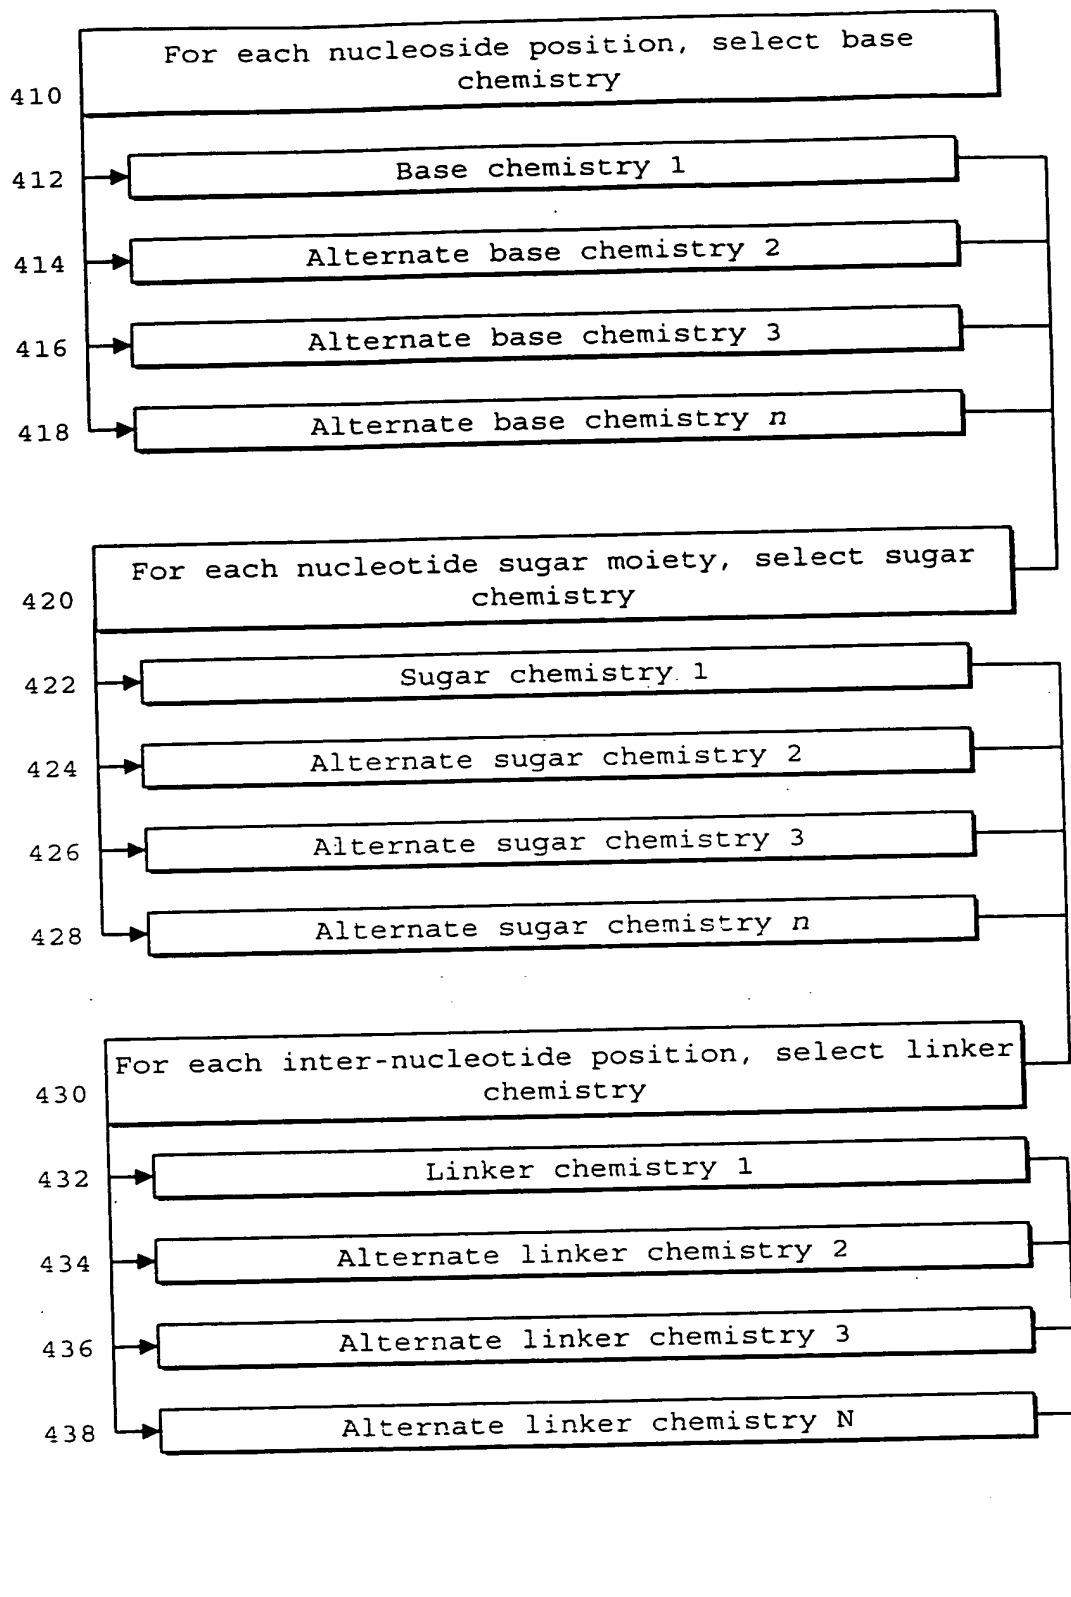 For each nucleoside position, select base
chemistry
410
412
Base chemistry 1
414
Alternate base chemistry 2
416
Alternate base chemistry 3
418
Alternate base chemistry n
For each nucleotide sugar moiety, select sugar
chemistry
420
422
Sugar chemistry 1
424
Alternate sugar chemistry 2
426
Alternate sugar chemistry 3
428
Alternate sugar chemistry n
For each inter-nucleotide position, select linker
chemistry
430
432
Linker chemistry 1
434
Alternate linker chemistry 2
436
Alternate linker chemistry 3
438
Alternate linker chemistry N